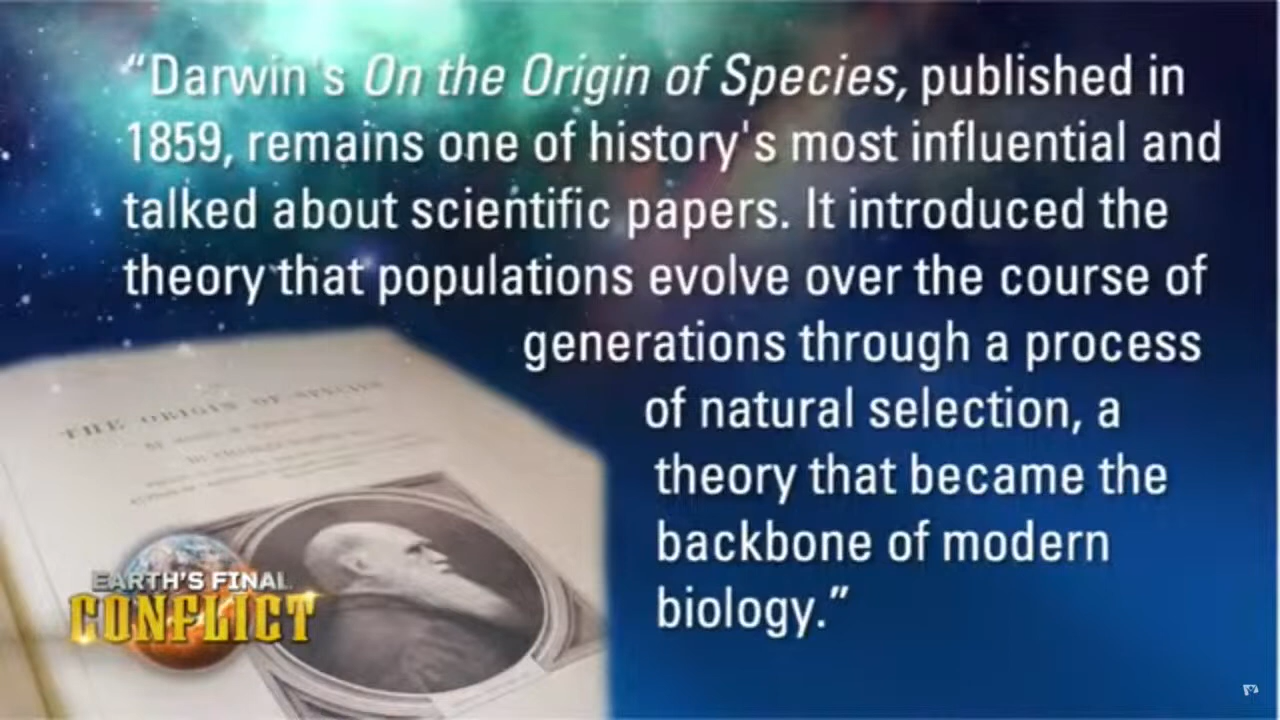 “Darwin's On the Origin of Species, published in
1859, remains one of history's most influential and
talked about scientific papers. It introduced the
theory that populations evolve over the course of
generations through a process
of natural selection, a
theory that became the
backbone of modern
biology.”
THE ORIGIN OF SPECIES
EARTH'S FINAL
CONFLICT